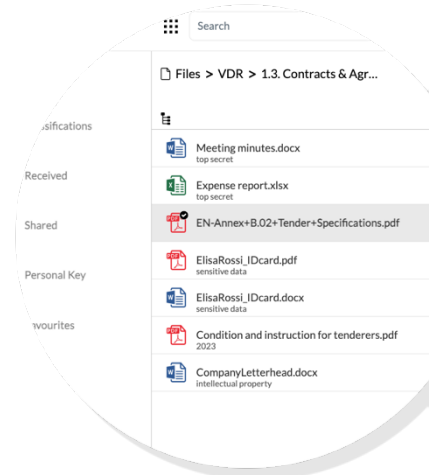 Search
Files > VDR > 1.3. Contracts & Agr...
sifications
Received
Shared
Personal Key
avourites
Meeting minutes.docx
top secret
Expense report.xlsx
top secret
EN-Annex+B.02+Tender+Specifications.pdf
ElisaRossi_IDcard.pdf
sensitive data
ElisaRossi_IDcard.docx
sensitive data
Condition and instruction for tenderers.pdf
2023
CompanyLetterhead.docx
intellectual property